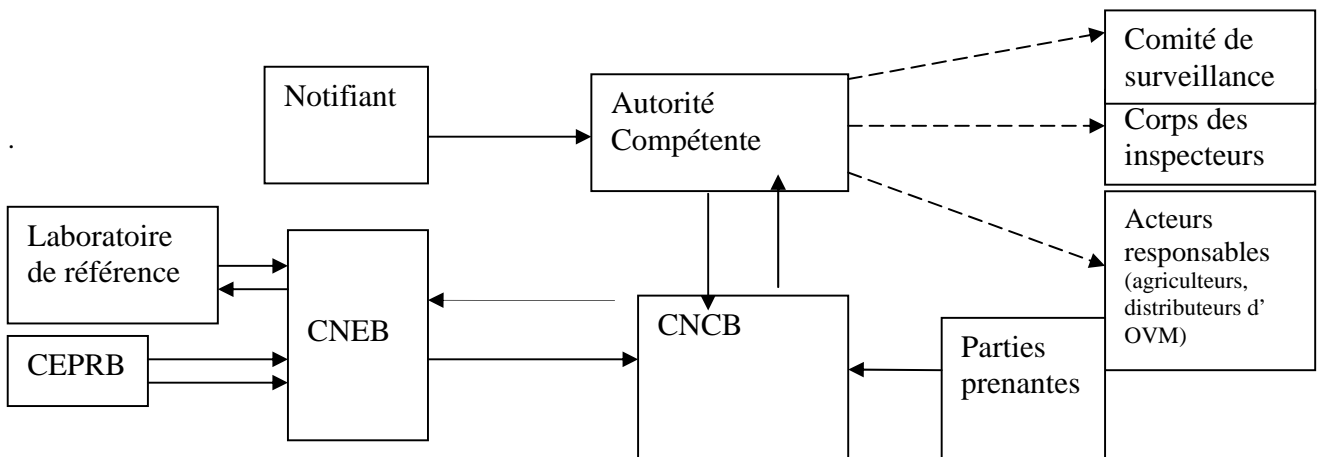 Comité de
surveillance
Notifiant
Autorité
Compétente
Corps des
inspecteurs
.
Laboratoire
de référence
Acteurs
responsables
(agriculteurs,
distributeurs d’
OVM)
CNEB
CNCB
CEPRB
Parties
prenantes